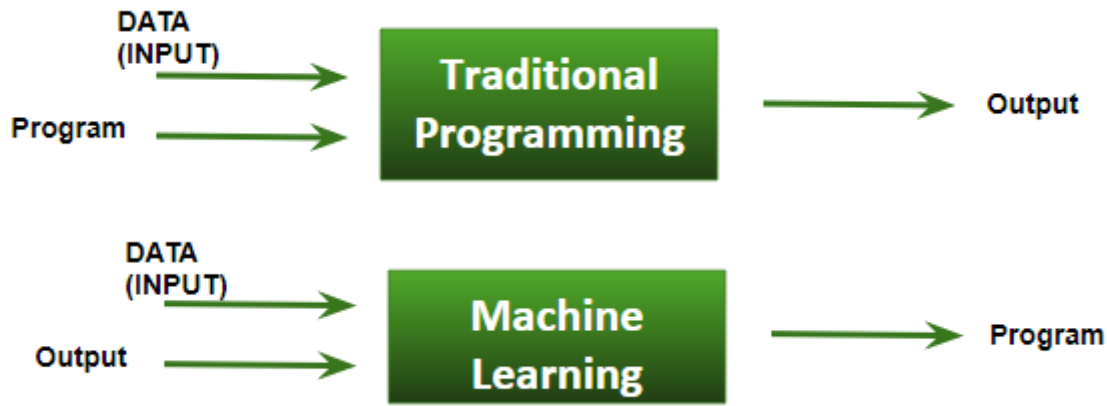 DATA
(INPUT)
Program
Traditional
Programming
Output
DATA
(INPUT)
Output
Machine
Learning
Program